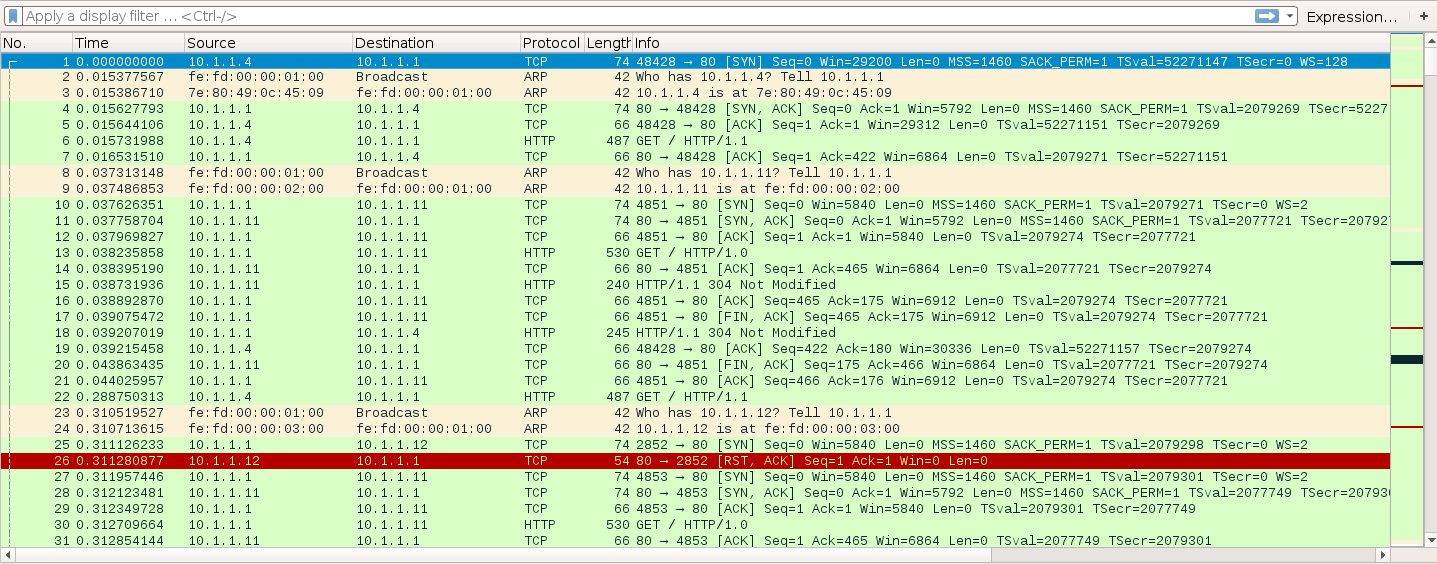 Apply a display filter … <Ctrl-/> Expression… +
No. Time Source Destination Protocol Length Info
1 0.000000000 10.1.1.4 10.1.1.1 TCP 74 48428 → 80 [SYN] Seq=0 Win=29200 Len=0 MSS=1460 SACK_PERM=1 TSval=52271147 TSecr=0 WS=128
2 0.015377567 fe:fd:00:00:01:00 Broadcast ARP 42 Who has 10.1.1.4? Tell 10.1.1.1
3 0.015386710 7e:80:49:0c:45:09 fe:fd:00:00:01:00 ARP 42 10.1.1.4 is at 7e:80:49:0c:45:09
4 0.015627793 10.1.1.1 10.1.1.4 TCP 74 80 → 48428 [SYN, ACK] Seq=0 Ack=1 Win=5792 Len=0 MSS=1460 SACK_PERM=1 TSval=2079269 TSecr=5227
5 0.015644106 10.1.1.4 10.1.1.1 TCP 66 48428 → 80 [ACK] Seq=1 Ack=1 Win=29312 Len=0 TSval=52271151 TSecr=2079269
6 0.015731988 10.1.1.4 10.1.1.1 HTTP 487 GET / HTTP/1.1
7 0.016531510 10.1.1.1 10.1.1.4 TCP 66 80 → 48428 [ACK] Seq=1 Ack=422 Win=6864 Len=0 TSval=2079271 TSecr=52271151
8 0.037313148 fe:fd:00:00:01:00 Broadcast ARP 42 Who has 10.1.1.11? Tell 10.1.1.1
9 0.037486853 fe:fd:00:00:02:00 fe:fd:00:00:01:00 ARP 42 10.1.1.11 is at fe:fd:00:00:02:00
10 0.037626351 10.1.1.1 10.1.1.11 TCP 74 4851 → 80 [SYN] Seq=0 Win=5840 Len=0 MSS=1460 SACK_PERM=1 TSval=2079271 TSecr=0 WS=2
11 0.037758704 10.1.1.11 10.1.1.1 TCP 74 80 → 4851 [SYN, ACK] Seq=0 Ack=1 Win=5792 Len=0 MSS=1460 SACK_PERM=1 TSval=2077721 TSecr=20792
12 0.037969827 10.1.1.1 10.1.1.11 TCP 66 4851 → 80 [ACK] Seq=1 Ack=1 Win=5840 Len=0 TSval=2079274 TSecr=2077721
13 0.038235858 10.1.1.1 10.1.1.11 HTTP 530 GET / HTTP/1.0
14 0.038395190 10.1.1.11 10.1.1.1 TCP 66 80 → 4851 [ACK] Seq=1 Ack=465 Win=6864 Len=0 TSval=2077721 TSecr=2079274
15 0.038731936 10.1.1.11 10.1.1.1 HTTP 240 HTTP/1.1 304 Not Modified
16 0.038892870 10.1.1.1 10.1.1.11 TCP 66 4851 → 80 [ACK] Seq=465 Ack=175 Win=6912 Len=0 TSval=2079274 TSecr=2077721
17 0.039075472 10.1.1.1 10.1.1.11 TCP 66 4851 → 80 [FIN, ACK] Seq=465 Ack=175 Win=6912 Len=0 TSval=2079274 TSecr=2077721
18 0.039207019 10.1.1.1 10.1.1.4 HTTP 245 HTTP/1.1 304 Not Modified
19 0.039215458 10.1.1.4 10.1.1.1 TCP 66 48428 → 80 [ACK] Seq=422 Ack=180 Win=30336 Len=0 TSval=52271157 TSecr=2079274
20 0.043863435 10.1.1.11 10.1.1.1 TCP 66 80 → 4851 [FIN, ACK] Seq=175 Ack=466 Win=6864 Len=0 TSval=2077721 TSecr=2079274
21 0.044025957 10.1.1.1 10.1.1.11 TCP 66 4851 → 80 [ACK] Seq=466 Ack=176 Win=6912 Len=0 TSval=2079274 TSecr=2077721
22 0.288750313 10.1.1.4 10.1.1.1 HTTP 487 GET / HTTP/1.1
23 0.310519527 fe:fd:00:00:01:00 Broadcast ARP 42 Who has 10.1.1.12? Tell 10.1.1.1
24 0.310713615 fe:fd:00:00:03:00 fe:fd:00:00:01:00 ARP 42 10.1.1.12 is at fe:fd:00:00:03:00
25 0.311126233 10.1.1.1 10.1.1.12 TCP 74 2852 → 80 [SYN] Seq=0 Win=5840 Len=0 MSS=1460 SACK_PERM=1 TSval=2079298 TSecr=0 WS=2
26 0.311280877 10.1.1.12 10.1.1.1 TCP 54 80 → 2852 [RST, ACK] Seq=1 Ack=1 Win=0 Len=0
27 0.311957446 10.1.1.1 10.1.1.11 TCP 74 4853 → 80 [SYN] Seq=0 Win=5840 Len=0 MSS=1460 SACK_PERM=1 TSval=2079301 TSecr=0 WS=2
28 0.312123481 10.1.1.11 10.1.1.1 TCP 74 80 → 4853 [SYN, ACK] Seq=0 Ack=1 Win=5792 Len=0 MSS=1460 SACK_PERM=1 TSval=2077749 TSecr=20793
29 0.312349728 10.1.1.1 10.1.1.11 TCP 66 4853 → 80 [ACK] Seq=1 Ack=1 Win=5840 Len=0 TSval=2079301 TSecr=2077749
30 0.312709664 10.1.1.1 10.1.1.11 HTTP 530 GET / HTTP/1.0
31 0.312854144 10.1.1.11 10.1.1.1 TCP 66 80 → 4853 [ACK] Seq=1 Ack=465 Win=6864 Len=0 TSval=2077749 TSecr=2079301